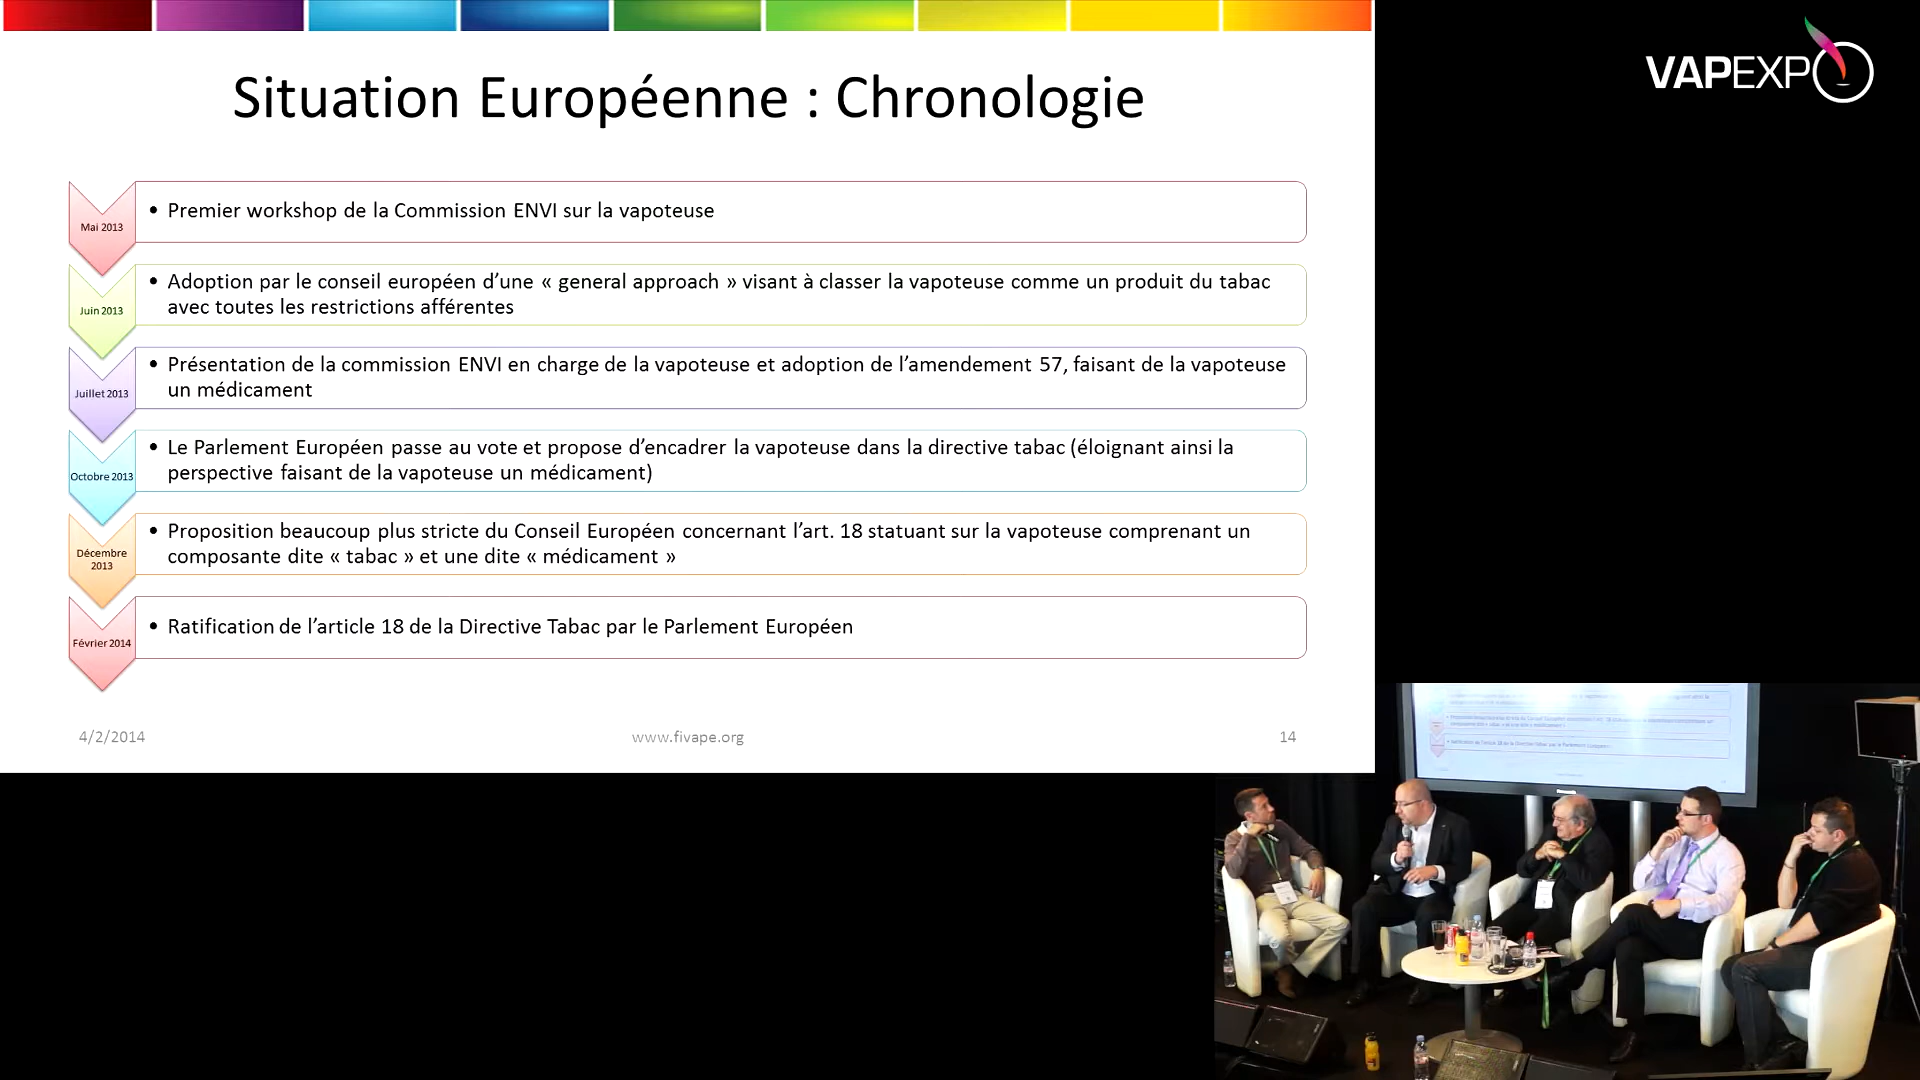 VAPEXPO
Situation Européenne : Chronologie
Mai 2013
• Premier workshop de la Commission ENVI sur la vapoteuse
Juin 2013
• Adoption par le conseil européen d’une « general approach » visant à classer la vapoteuse comme un produit du tabac
avec toutes les restrictions afférentes
Juillet 2013
• Présentation de la commission ENVI en charge de la vapoteuse et adoption de l’amendement 57, faisant de la vapoteuse
un médicament
Octobre 2013
• Le Parlement Européen passe au vote et propose d’encadrer la vapoteuse dans la directive tabac (éloignant ainsi la
perspective faisant de la vapoteuse un médicament)
Décembre
2013
• Proposition beaucoup plus stricte du Conseil Européen concernant l’art. 18 statuant sur la vapoteuse comprenant un
composante dite « tabac » et une dite « médicament »
Février 2014
• Ratification de l’article 18 de la Directive Tabac par le Parlement Européen
4/2/2014
www.fivape.org
14